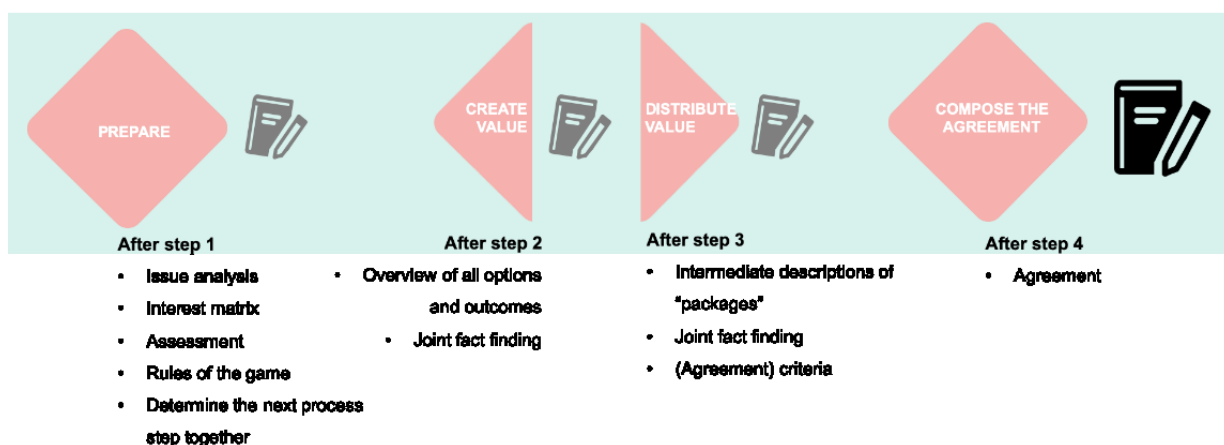 PREPARE
CREATE
VALUE
DISTRIBUTE
VALUE
COMPOSE THE
AGREEMENT
After step 1
• Issue analysis
• Interest matrix
• Assessment
• Rules of the game
• Determine the next process
step together
After step 2
• Overview of all options
and outcomes
• Joint fact finding
After step 3
• Intermediate descriptions of
“packages”
• Joint fact finding
• (Agreement) criteria
After step 4
• Agreement